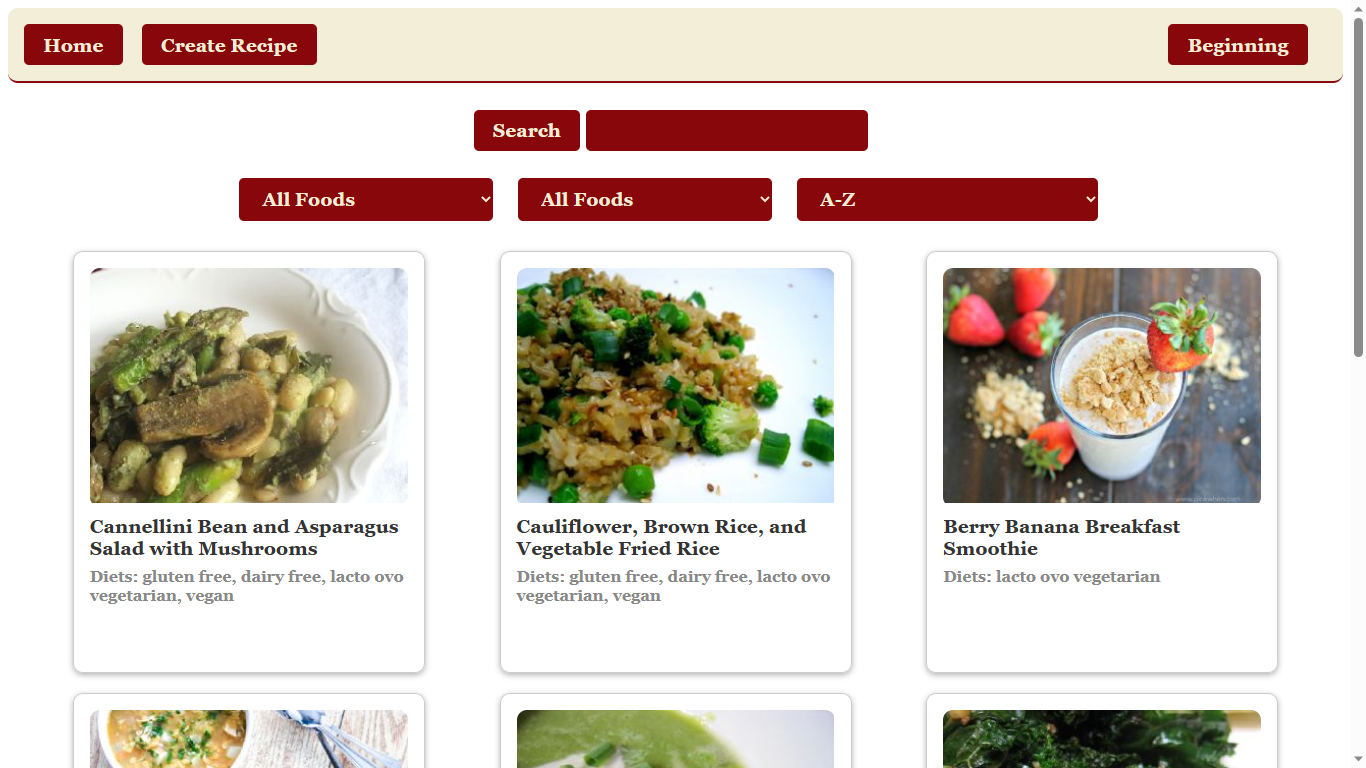 Home
Create Recipe
Beginning
Search
All Foods
All Foods
A-Z
Cannellini Bean and Asparagus
Salad with Mushrooms
Diets: gluten free, dairy free, lacto ovo
vegetarian, vegan
Cauliflower, Brown Rice, and
Vegetable Fried Rice
Diets: gluten free, dairy free, lacto ovo
vegetarian, vegan
Berry Banana Breakfast
Smoothie
Diets: lacto ovo vegetarian